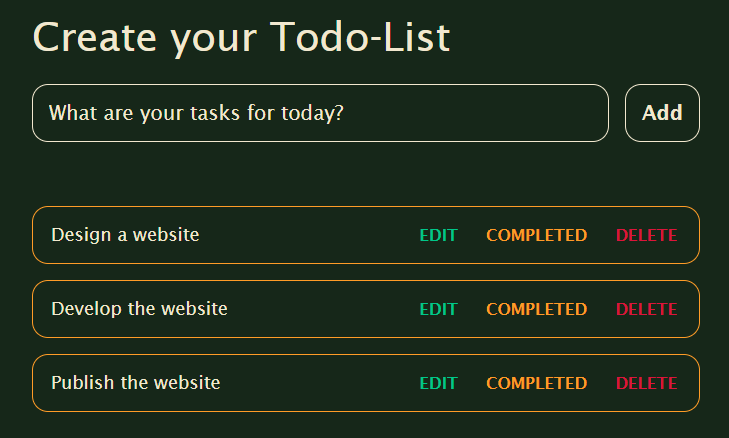 Create your Todo-List
What are your tasks for today? Add
Design a website EDIT COMPLETED DELETE
Develop the website EDIT COMPLETED DELETE
Publish the website EDIT COMPLETED DELETE